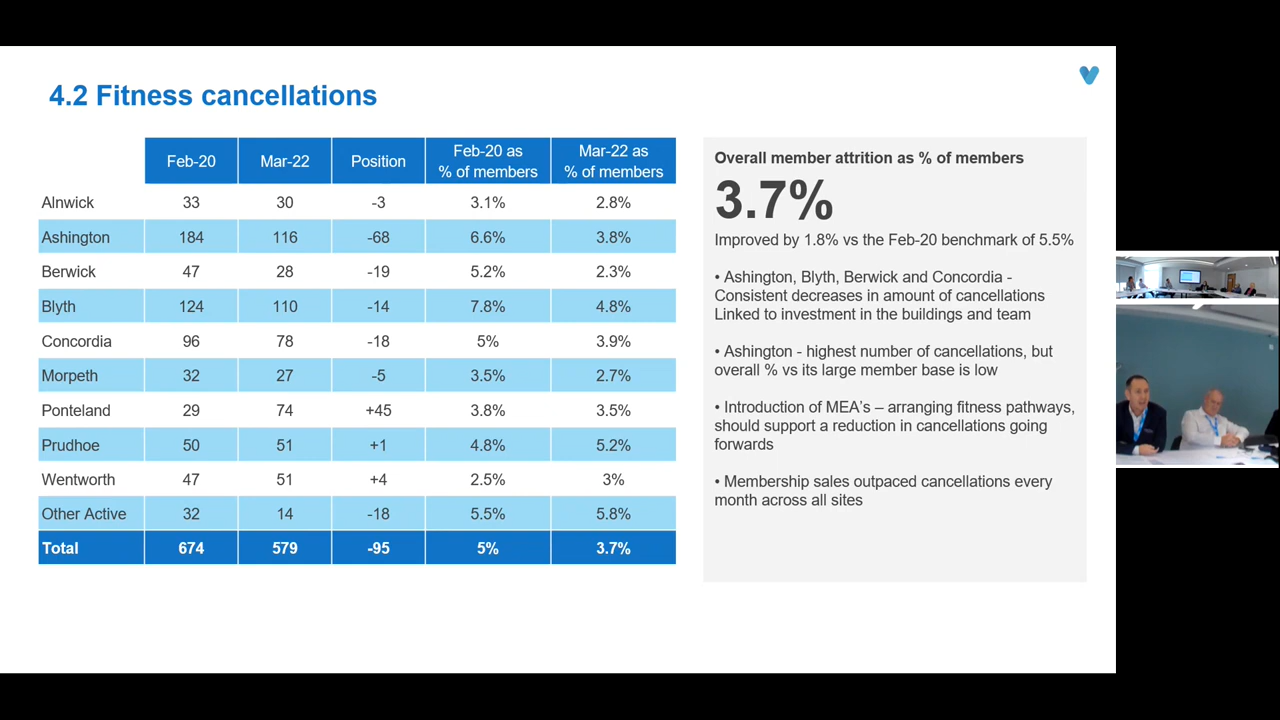 4.2 Fitness cancellations
Feb-20 Mar-22 Position Feb-20 as % of members Mar-22 as % of members
Alnwick 33 30 -3 3.1% 2.8%
Ashington 184 116 -68 6.6% 3.8%
Berwick 47 28 -19 5.2% 2.3%
Blyth 124 110 -14 7.8% 4.8%
Concordia 96 78 -18 5% 3.9%
Morpeth 32 27 -5 3.5% 2.7%
Ponteland 29 74 +45 3.8% 3.5%
Prudhoe 50 51 +1 4.8% 5.2%
Wentworth 47 51 +4 2.5% 3%
Other Active 32 14 -18 5.5% 5.8%
Total 674 579 -95 5% 3.7%
Overall member attrition as % of members
3.7%
Improved by 1.8% vs the Feb-20 benchmark of 5.5%
• Ashington, Blyth, Berwick and Concordia -
Consistent decreases in amount of cancellations
Linked to investment in the buildings and team
• Ashington - highest number of cancellations, but
overall % vs its large member base is low
• Introduction of MEA's – arranging fitness pathways,
should support a reduction in cancellations going
forwards
• Membership sales outpaced cancellations every
month across all sites